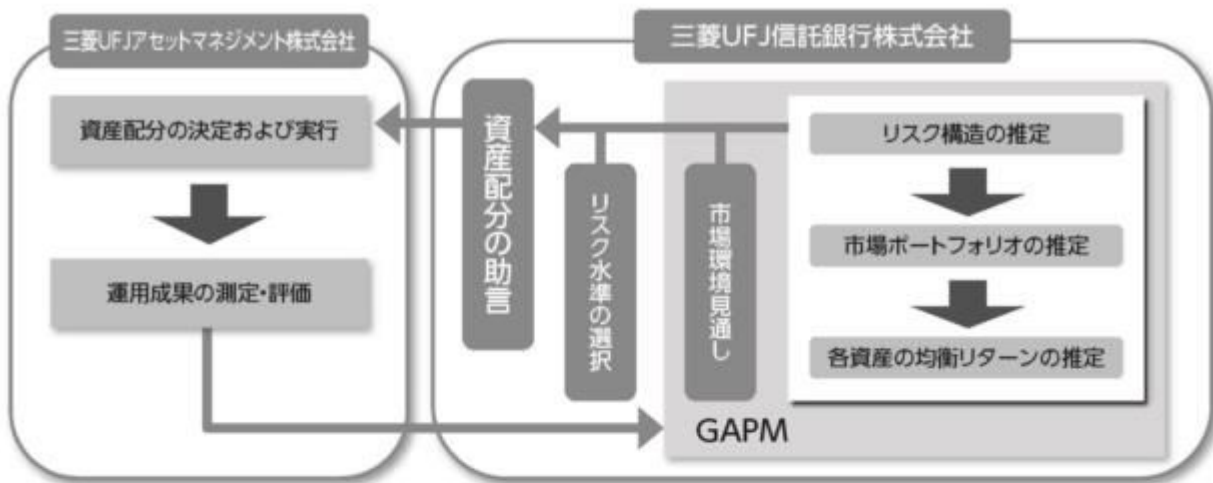 三菱UFJアセットマネジメント株式会社
資産配分の決定および実行
運用成果の測定・評価
三菱UFJ信託銀行株式会社
資産配分の助言
リスク水準の選択
市場環境見通し
リスク構造の推定
市場ポートフォリオの推定
各資産の均衡リターンの推定
GAPM